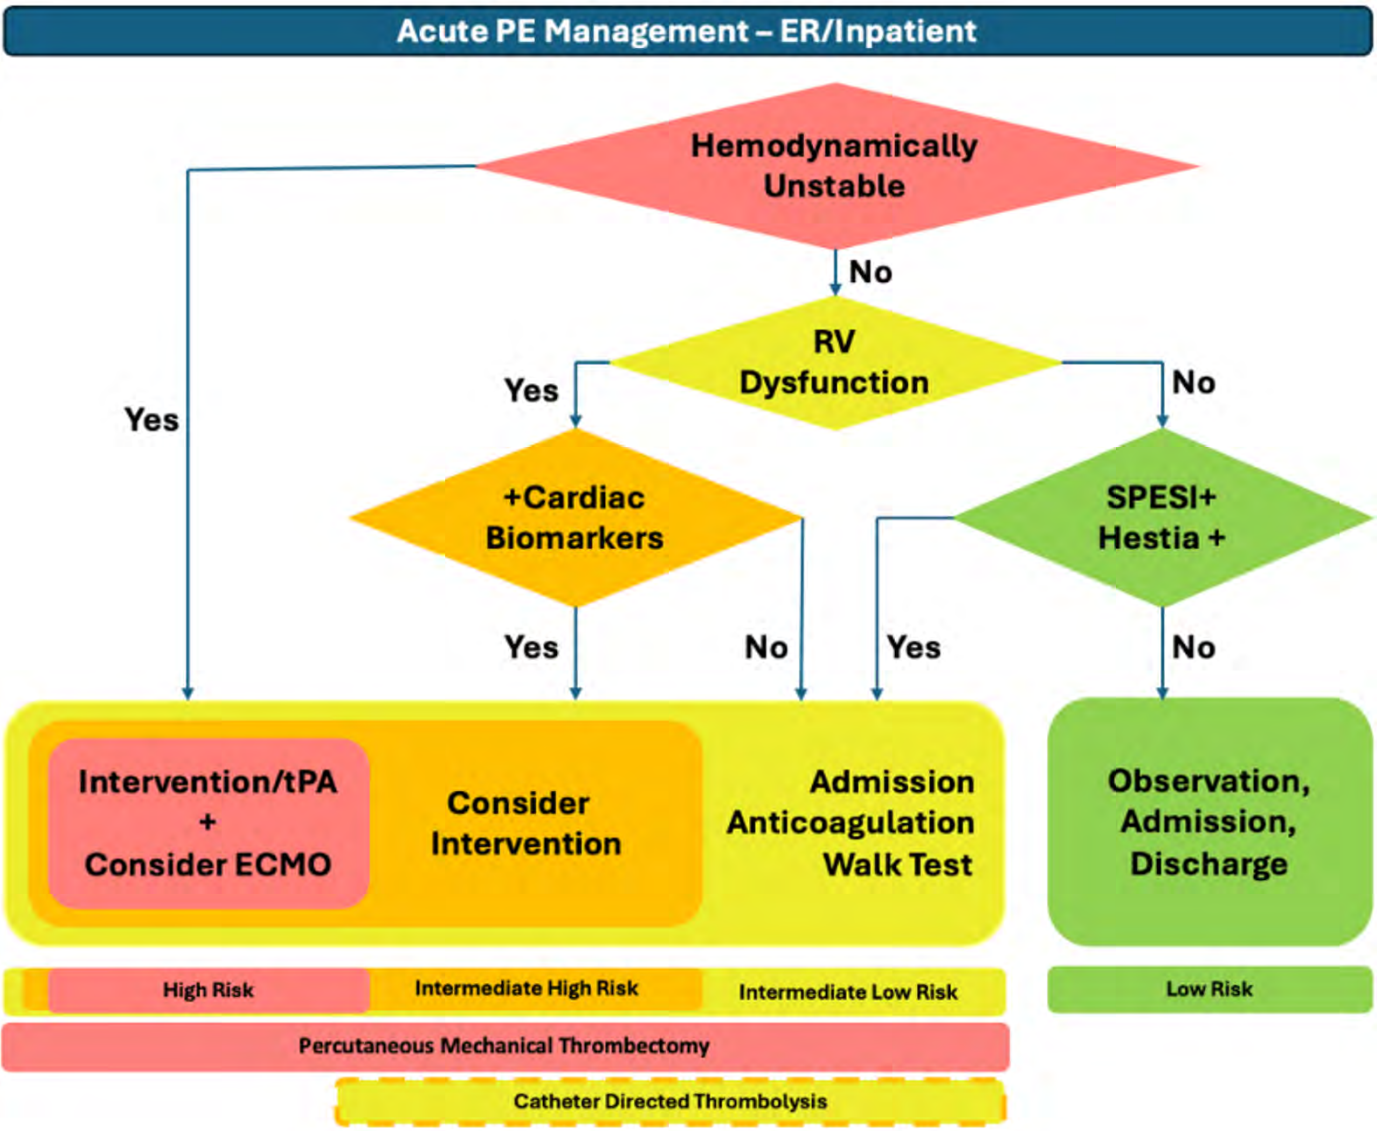 Acute PE Management – ER/Inpatient
Hemodynamically
Unstable
No
RV
Dysfunction
Yes
No
Yes
+Cardiac
Biomarkers
SPESI+
Hestia +
Yes
No
Yes
No
Intervention/tPA
+
Consider ECMO
Consider
Intervention
Admission
Anticoagulation
Walk Test
Observation,
Admission,
Discharge
High Risk
Intermediate High Risk
Intermediate Low Risk
Low Risk
Percutaneous Mechanical Thrombectomy
Catheter Directed Thrombolysis